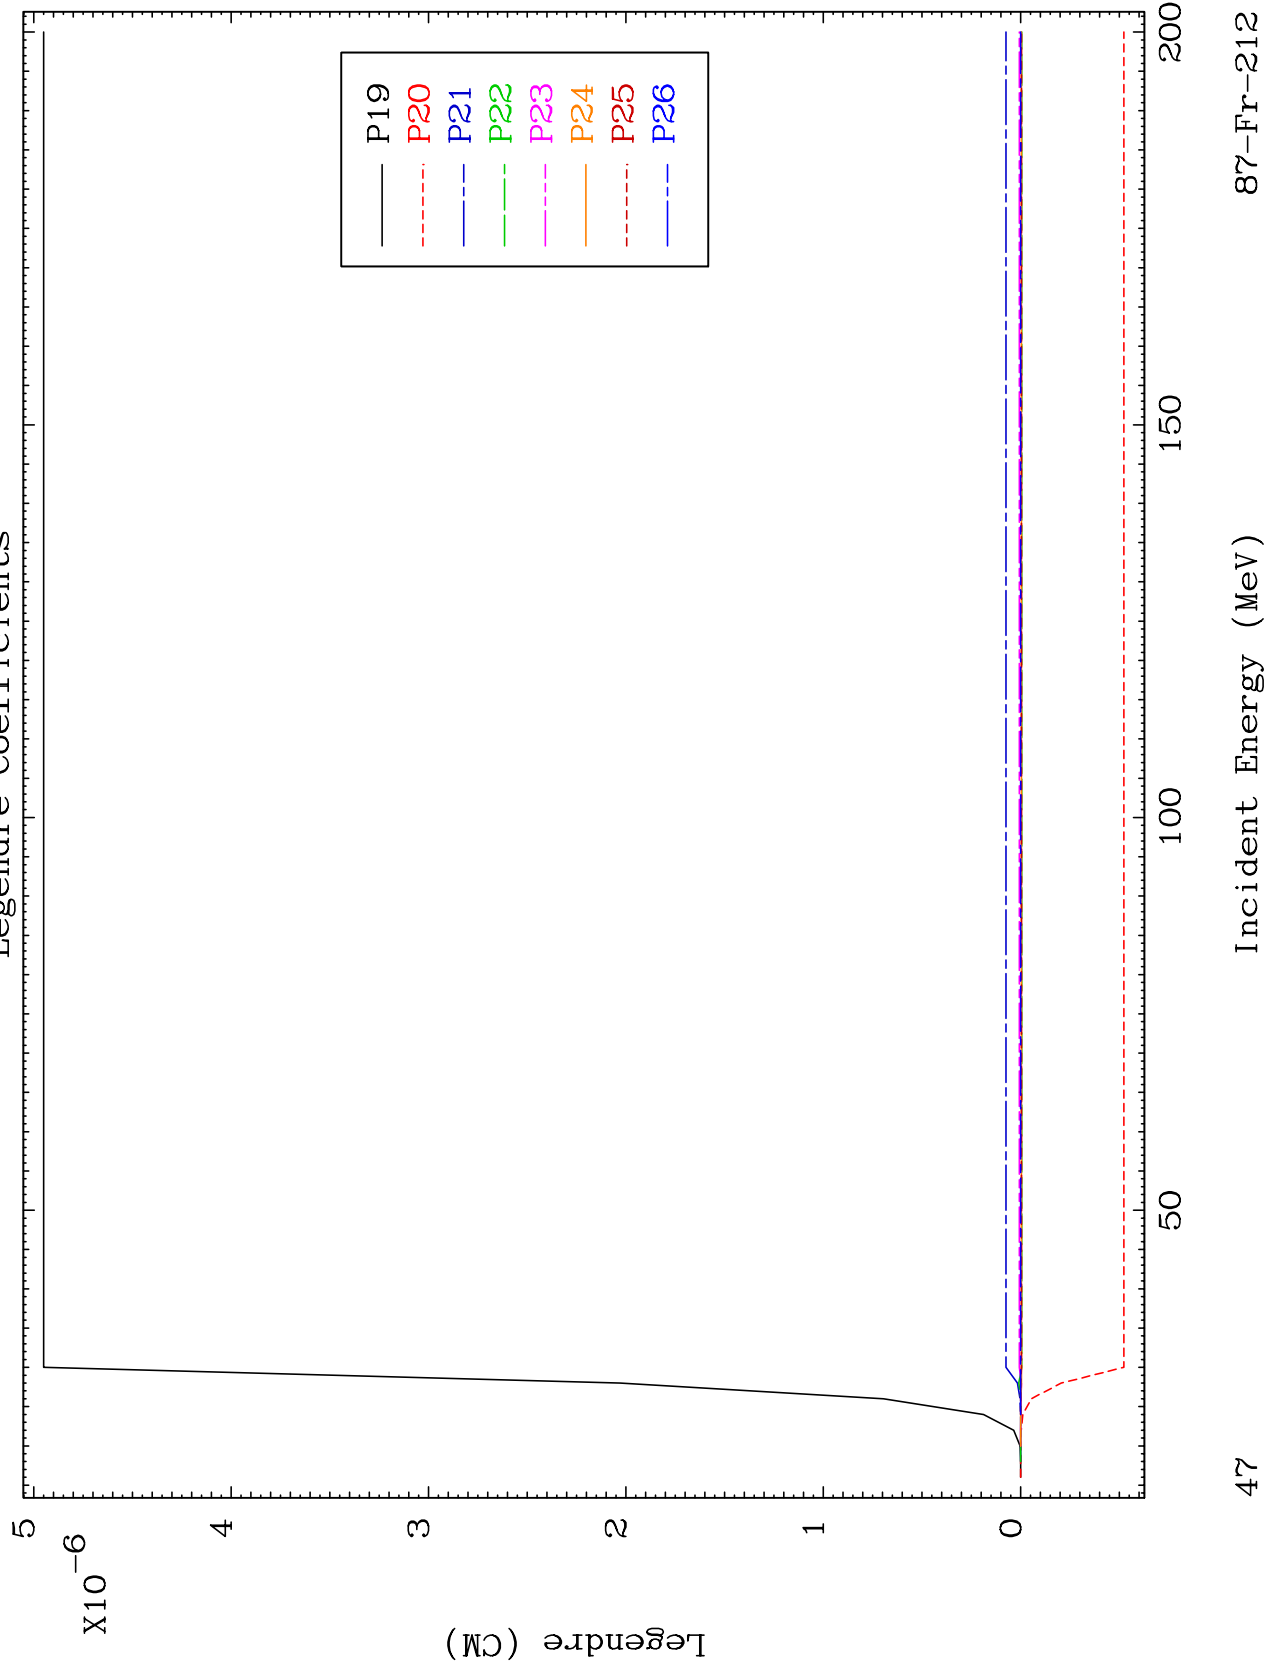 Legendre Coefficients
X10-6
5
4
3
2
1
0
Legendre (CM)
P19
P20
P21
P22
P23
P24
P25
P26
50
100
150
200
47
Incident Energy (MeV)
87-Fr-212